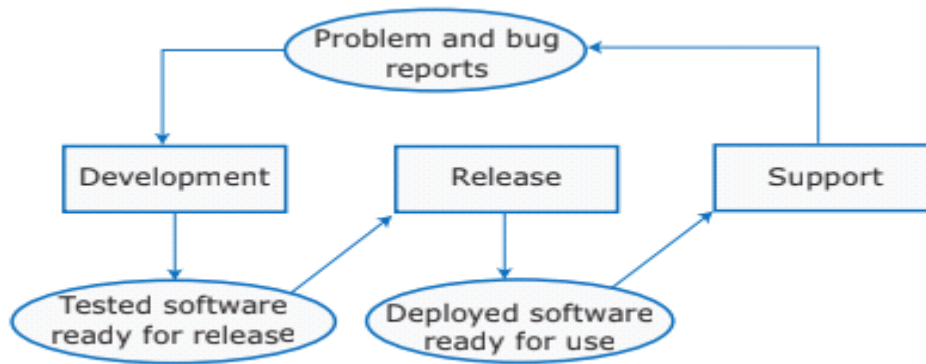 Problem and bug
reports
Development
Release
Support
Tested software
ready for release
Deployed software
ready for use